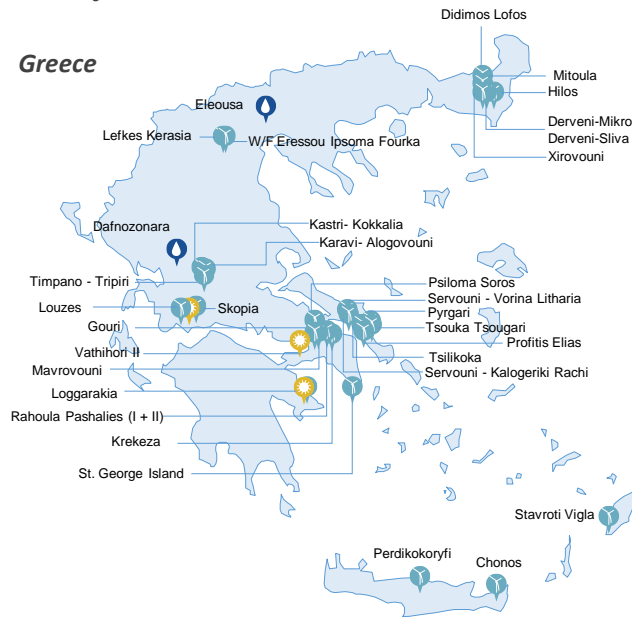 Didimos Lofos
Greece
Mitoula
Eleousa
Hilos
Lefkes Kerasia
W/F.Eressou Ipsoma Fourka
Derveni-Mikro
Derveni-Sliva
Xirovouni
Dafnozonara
Kastri- Kokkalia
Karavi- Alogovouni
Timpano - Tripiri
Psiloma Soros
Servouni - Vorina Litharia
Louzes
Skopia
Pyrgari
Gouri
Tsouka Tsougari
Profitis Elias
Vathihori II
Tsilikoka
Mavrovouni
Servouni - Kalogeriki Rachi
Loggarakia
Rahoula Pashalies (I + II)
Krekeza
St. George Island
Stavroti Vigla
Perdikokoryfi
Chonos